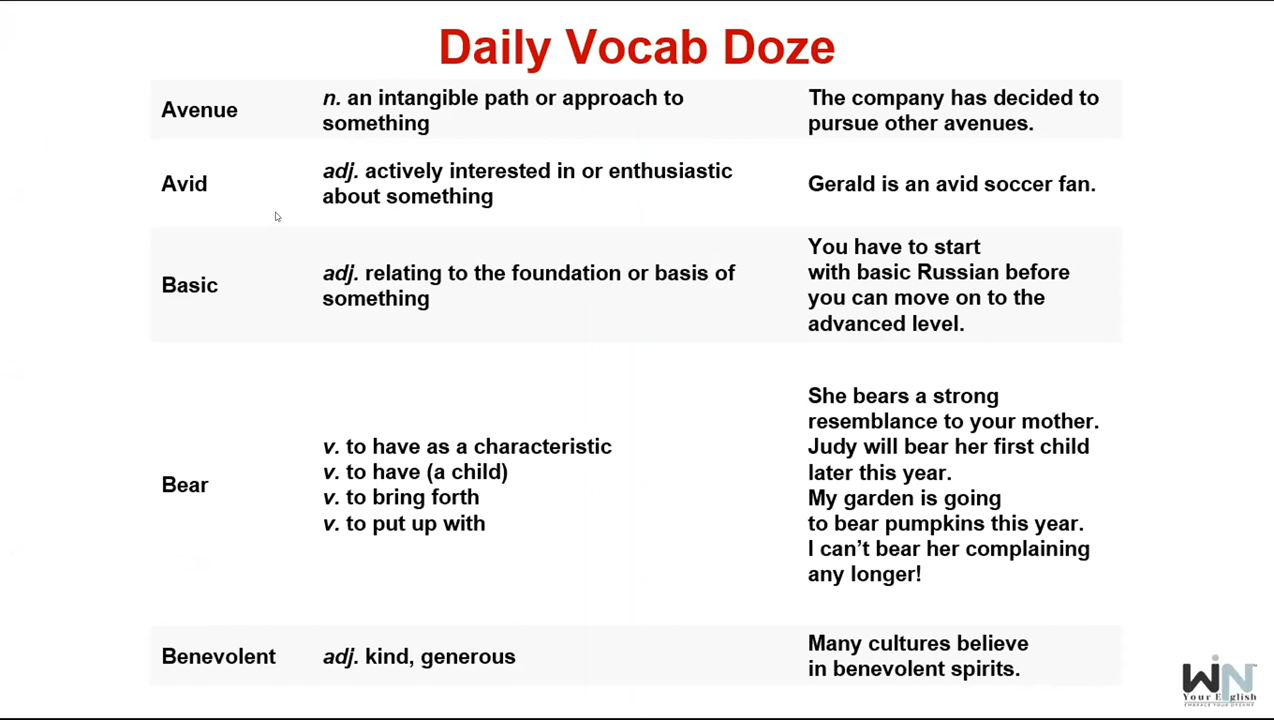 Daily Vocab Doze
Avenue
n. an intangible path or approach to
something
The company has decided to
pursue other avenues.
Avid
adj. actively interested in or enthusiastic
about something
Gerald is an avid soccer fan.
Basic
adj. relating to the foundation or basis of
something
You have to start
with basic Russian before
you can move on to the
advanced level.
Bear
v. to have as a characteristic
v. to have (a child)
v. to bring forth
v. to put up with
She bears a strong
resemblance to your mother.
Judy will bear her first child
later this year.
My garden is going
to bear pumpkins this year.
I can’t bear her complaining
any longer!
Benevolent
adj. kind, generous
Many cultures believe
in benevolent spirits.
WiN
Your English
EMBRACE YOUR DREAMS